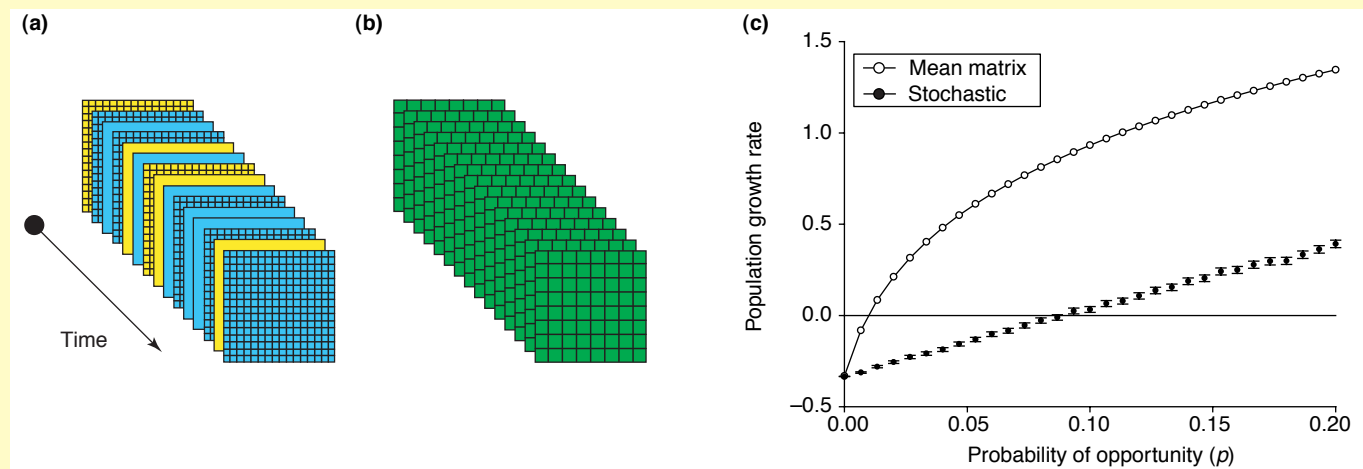 (a)
Time
(b)
(c)
Population growth rate
1.5
1.0
0.5
0.0
–0.5
Mean matrix
Stochastic
0.00
0.05
0.10
0.15
0.20
Probability of opportunity (p)